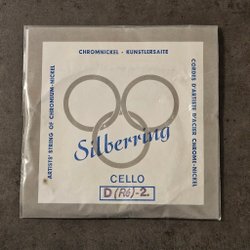 CHROMNICKEL - KUNSTLERSAITE
ARTISTS' STRING OF CHROMIUM-NICKEL
CORDES D'ARTISTE D'ACIER CHROME-NICKEL
Silberring
CELLO
D (Ré)-2.